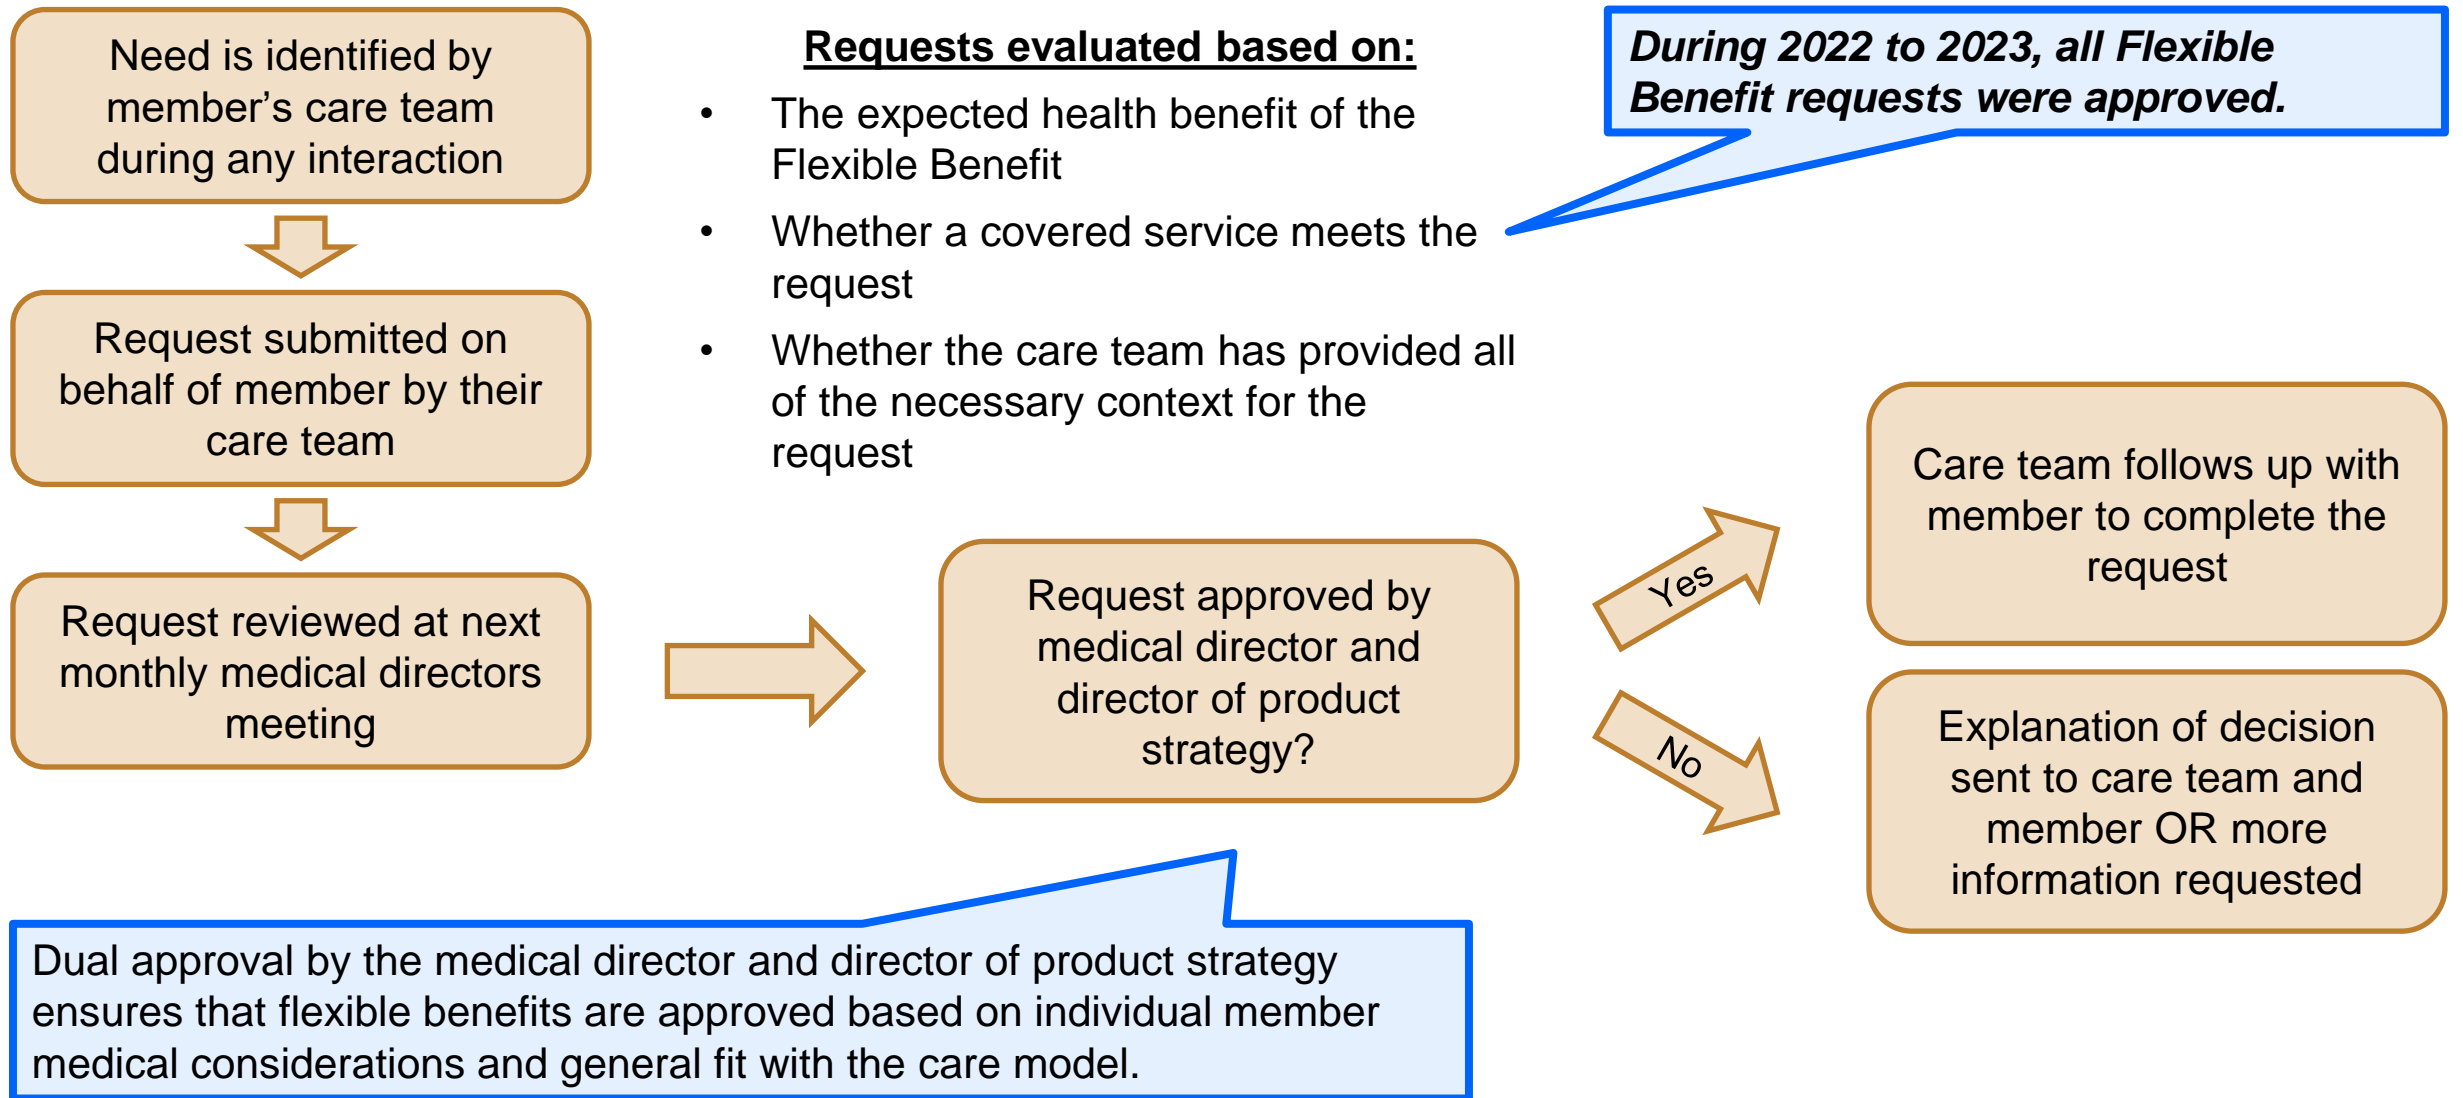 Need is identified by
member’s care team
during any interaction
Request submitted on
behalf of member by their
care team
Request reviewed at next
monthly medical directors
meeting
Requests evaluated based on:
• The expected health benefit of the
Flexible Benefit
• Whether a covered service meets the
request
• Whether the care team has provided all
of the necessary context for the
request
During 2022 to 2023, all Flexible
Benefit requests were approved.
Request approved by
medical director and
director of product
strategy?
Yes
Care team follows up with
member to complete the
request
No
Explanation of decision
sent to care team and
member OR more
information requested
Dual approval by the medical director and director of product strategy
ensures that flexible benefits are approved based on individual member
medical considerations and general fit with the care model.